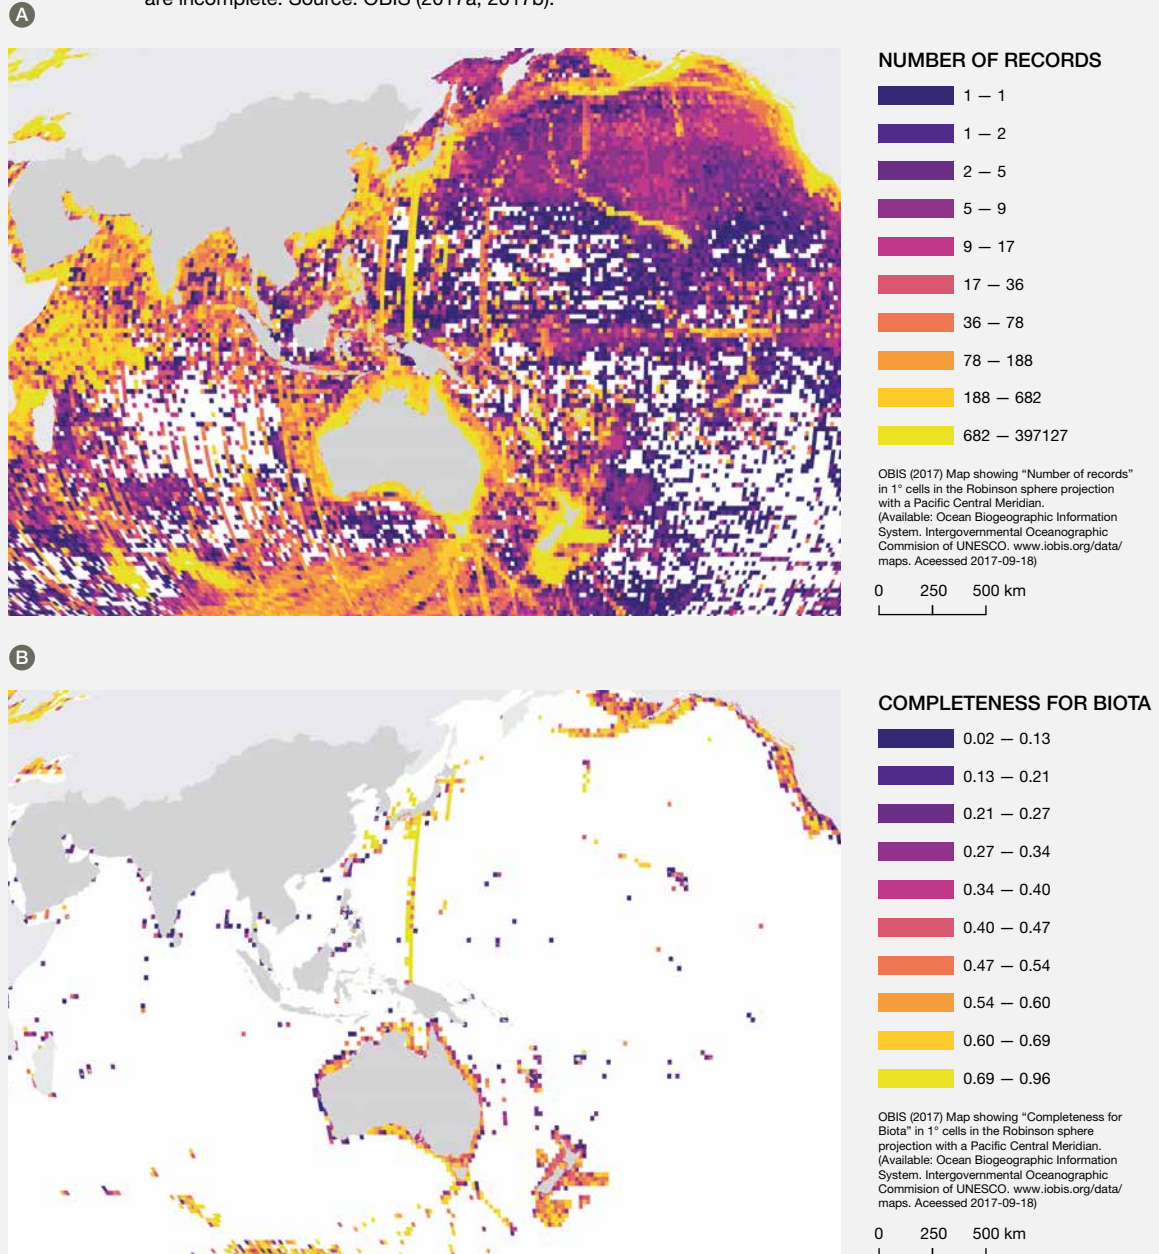 are incomplete. Source: OBIS (2017a, 2017b).
A
NUMBER OF RECORDS
1 — 1
1 — 2
2 — 5
5 — 9
9 — 17
17 — 36
36 — 78
78 — 188
188 — 682
682 — 397127
OBIS (2017) Map showing “Number of records”
in 1° cells in the Robinson sphere projection
with a Pacific Central Meridian.
(Available: Ocean Biogeographic Information
System. Intergovernmental Oceanographic
Commision of UNESCO. www.iobis.org/data/
maps. Aceessed 2017-09-18)
0 250 500 km
B
COMPLETENESS FOR BIOTA
0.02 — 0.13
0.13 — 0.21
0.21 — 0.27
0.27 — 0.34
0.34 — 0.40
0.40 — 0.47
0.47 — 0.54
0.54 — 0.60
0.60 — 0.69
0.69 — 0.96
OBIS (2017) Map showing “Completeness for
Biota” in 1° cells in the Robinson sphere
projection with a Pacific Central Meridian.
(Available: Ocean Biogeographic Information
System. Intergovernmental Oceanographic
Commision of UNESCO. www.iobis.org/data/
maps. Aceessed 2017-09-18)
0 250 500 km